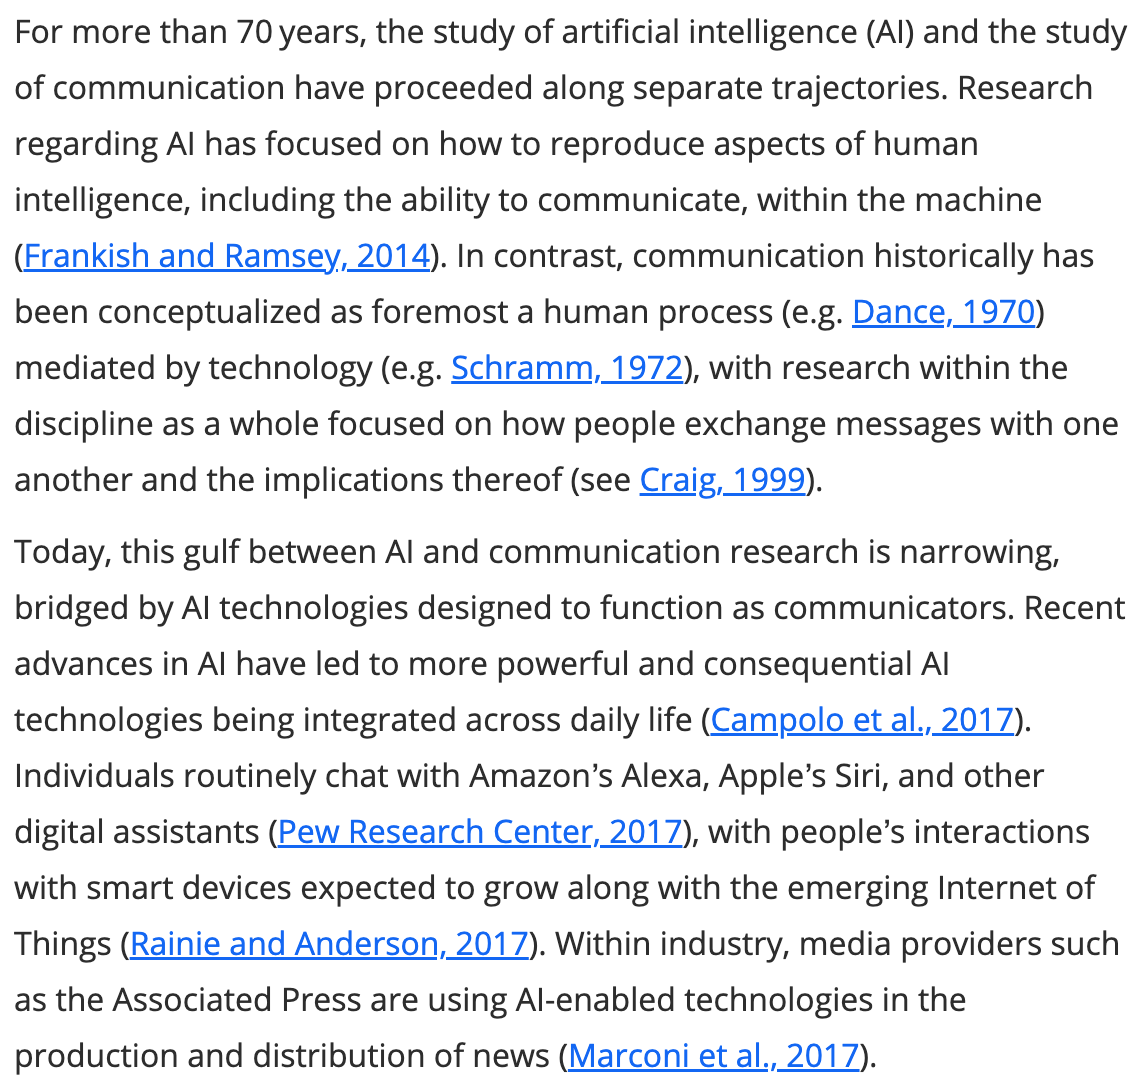 For more than 70 years, the study of artificial intelligence (AI) and the study
of communication have proceeded along separate trajectories. Research
regarding AI has focused on how to reproduce aspects of human
intelligence, including the ability to communicate, within the machine
(Frankish and Ramsey, 2014). In contrast, communication historically has
been conceptualized as foremost a human process (e.g. Dance, 1970)
mediated by technology (e.g. Schramm, 1972), with research within the
discipline as a whole focused on how people exchange messages with one
another and the implications thereof (see Craig, 1999).
Today, this gulf between AI and communication research is narrowing,
bridged by AI technologies designed to function as communicators. Recent
advances in AI have led to more powerful and consequential AI
technologies being integrated across daily life (Campolo et al., 2017).
Individuals routinely chat with Amazon’s Alexa, Apple’s Siri, and other
digital assistants (Pew Research Center, 2017), with people’s interactions
with smart devices expected to grow along with the emerging Internet of
Things (Rainie and Anderson, 2017). Within industry, media providers such
as the Associated Press are using AI-enabled technologies in the
production and distribution of news (Marconi et al., 2017).